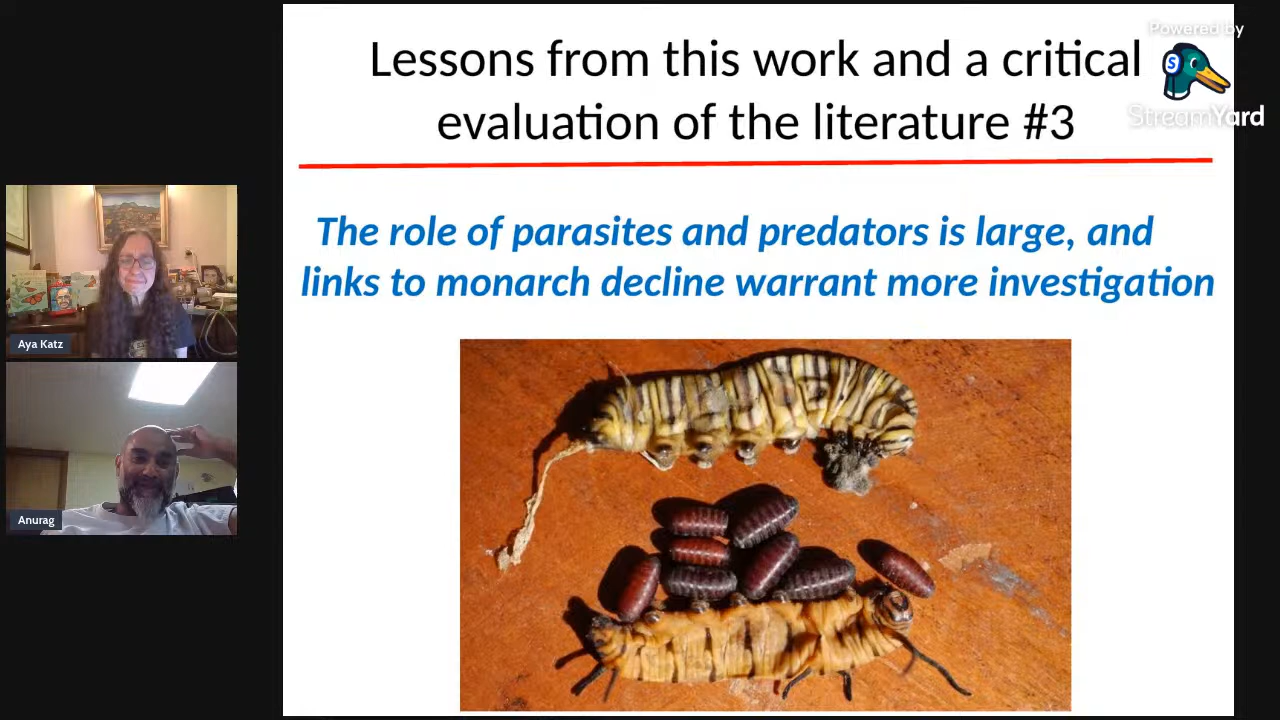 Lessons from this work and a critical
evaluation of the literature #3
Powered by
S
StreamYard
The role of parasites and predators is large, and
links to monarch decline warrant more investigation
Aya Katz
Anurag